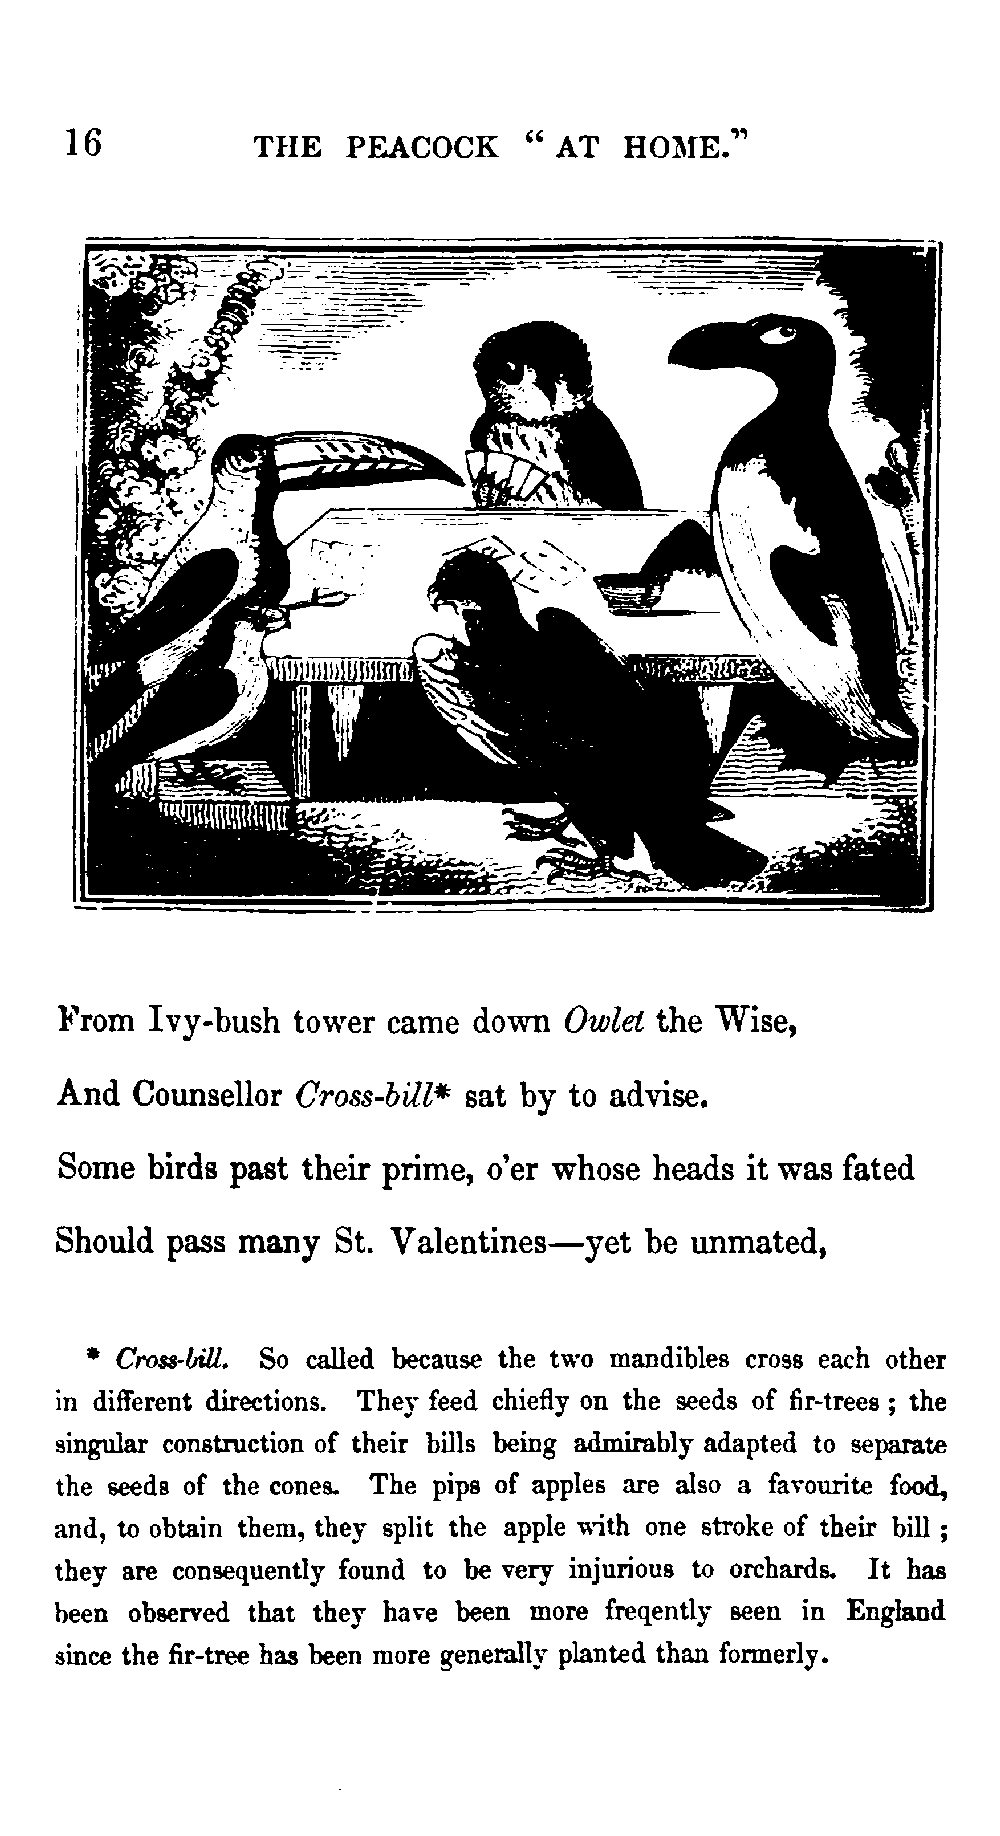 16 THE PEACOCK “AT HOME.”
From Ivy-bush tower came down Owlet the Wise,
And Counsellor Cross-bill* sat by to advise.
Some birds past their prime, o’er whose heads it was fated
Should pass many St. Valentines—yet be unmated,
* Cross-bill. So called because the two mandibles cross each other
in different directions. They feed chiefly on the seeds of fir-trees ; the
singular construction of their bills being admirably adapted to separate
the seeds of the cones. The pips of apples are also a favourite food,
and, to obtain them, they split the apple with one stroke of their bill ;
they are consequently found to be very injurious to orchards. It has
been observed that they have been more freqently seen in England
since the fir-tree has been more generally planted than formerly.